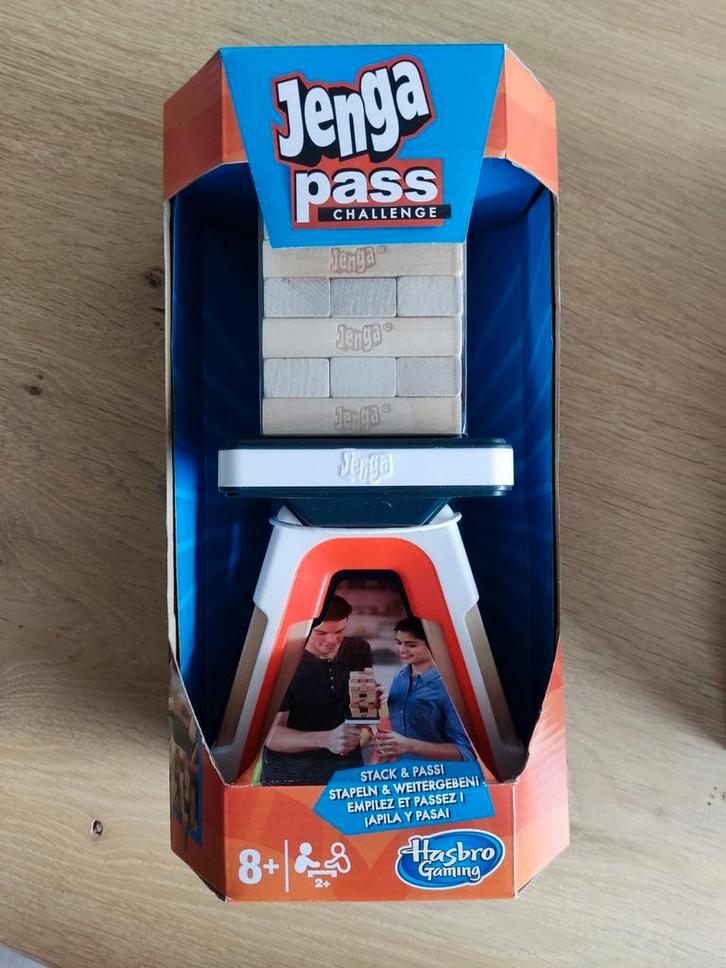 Jenga
pass
CHALLENGE
Jenga®
Jenga®
Jenga®
Jenga
STACK & PASS!
STAPELN & WEITERGEBEN!
EMPILEZ ET PASSEZ !
¡APILA Y PASA!
8+
2+
Hasbro
Gaming